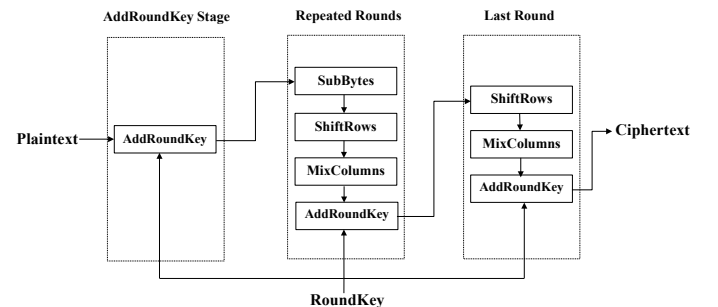 AddRoundKey Stage
Repeated Rounds
Last Round
Plaintext
AddRoundKey
SubBytes
ShiftRows
MixColumns
AddRoundKey
ShiftRows
MixColumns
AddRoundKey
Ciphertext
RoundKey